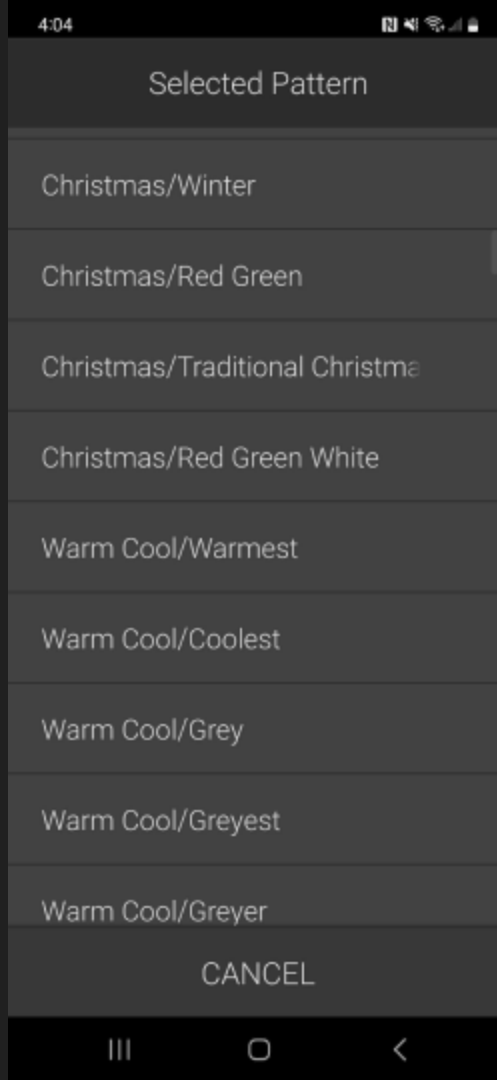 4:04
Selected Pattern
Christmas/Winter
Christmas/Red Green
Christmas/Traditional Christma
Christmas/Red Green White
Warm Cool/Warmest
Warm Cool/Coolest
Warm Cool/Grey
Warm Cool/Greyest
Warm Cool/Greyer
CANCEL